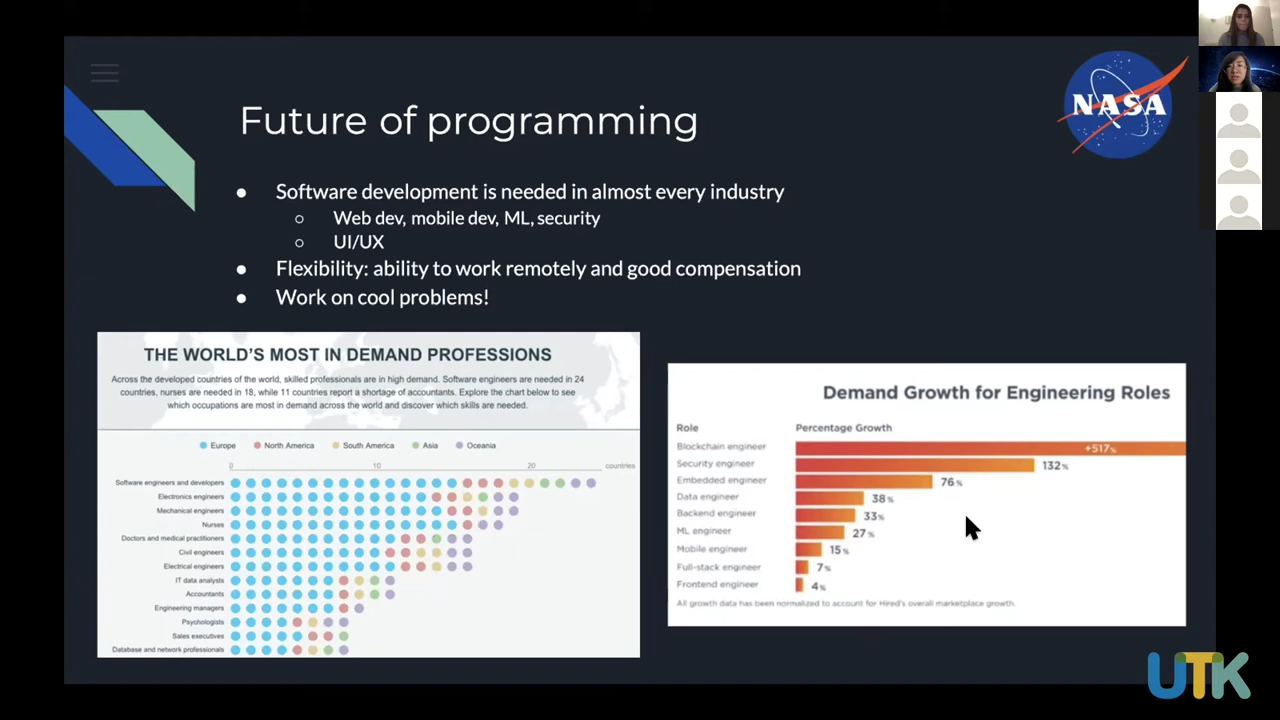 NASA
Future of programming
● Software development is needed in almost every industry
○ Web dev, mobile dev, ML, security
○ UI/UX
● Flexibility: ability to work remotely and good compensation
● Work on cool problems!
THE WORLD'S MOST IN DEMAND PROFESSIONS
Across the developed countries of the world, skilled professionals are in high demand. Software engineers are needed in 24
countries, nurses are needed in 18, while 11 countries report a shortage of accountants. Explore the chart below to see
which occupations are most in demand across the world and discover which skills are needed.
Europe North America South America Asia Oceania
0 10 20 countries
Software engineers and developers
Electronics engineers
Mechanical engineers
Nurses
Doctors and medical practitioners
Civil engineers
Electrical engineers
IT data analysts
Accountants
Engineering managers
Psychologists
Sales executives
Database and network professionals
Demand Growth for Engineering Roles
Role Percentage Growth
Blockchain engineer +517%
Security engineer 132%
Embedded engineer 76%
Data engineer 38%
Backend engineer 33%
ML engineer 27%
Mobile engineer 15%
Full-stack engineer 7%
Frontend engineer 4%
All growth data has been normalized to account for Hired's overall marketplace growth.
UTK